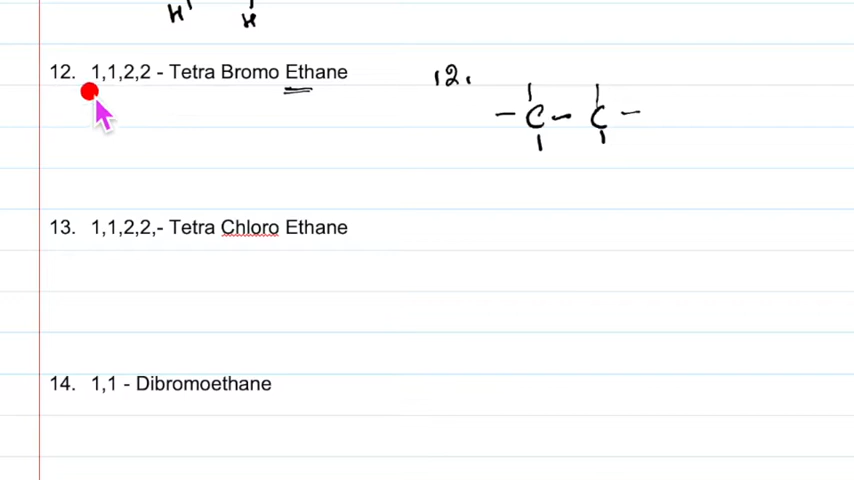 H H
12. 1,1,2,2 - Tetra Bromo Ethane 12.
- C - C -
13. 1,1,2,2,- Tetra Chloro Ethane
14. 1,1 - Dibromoethane